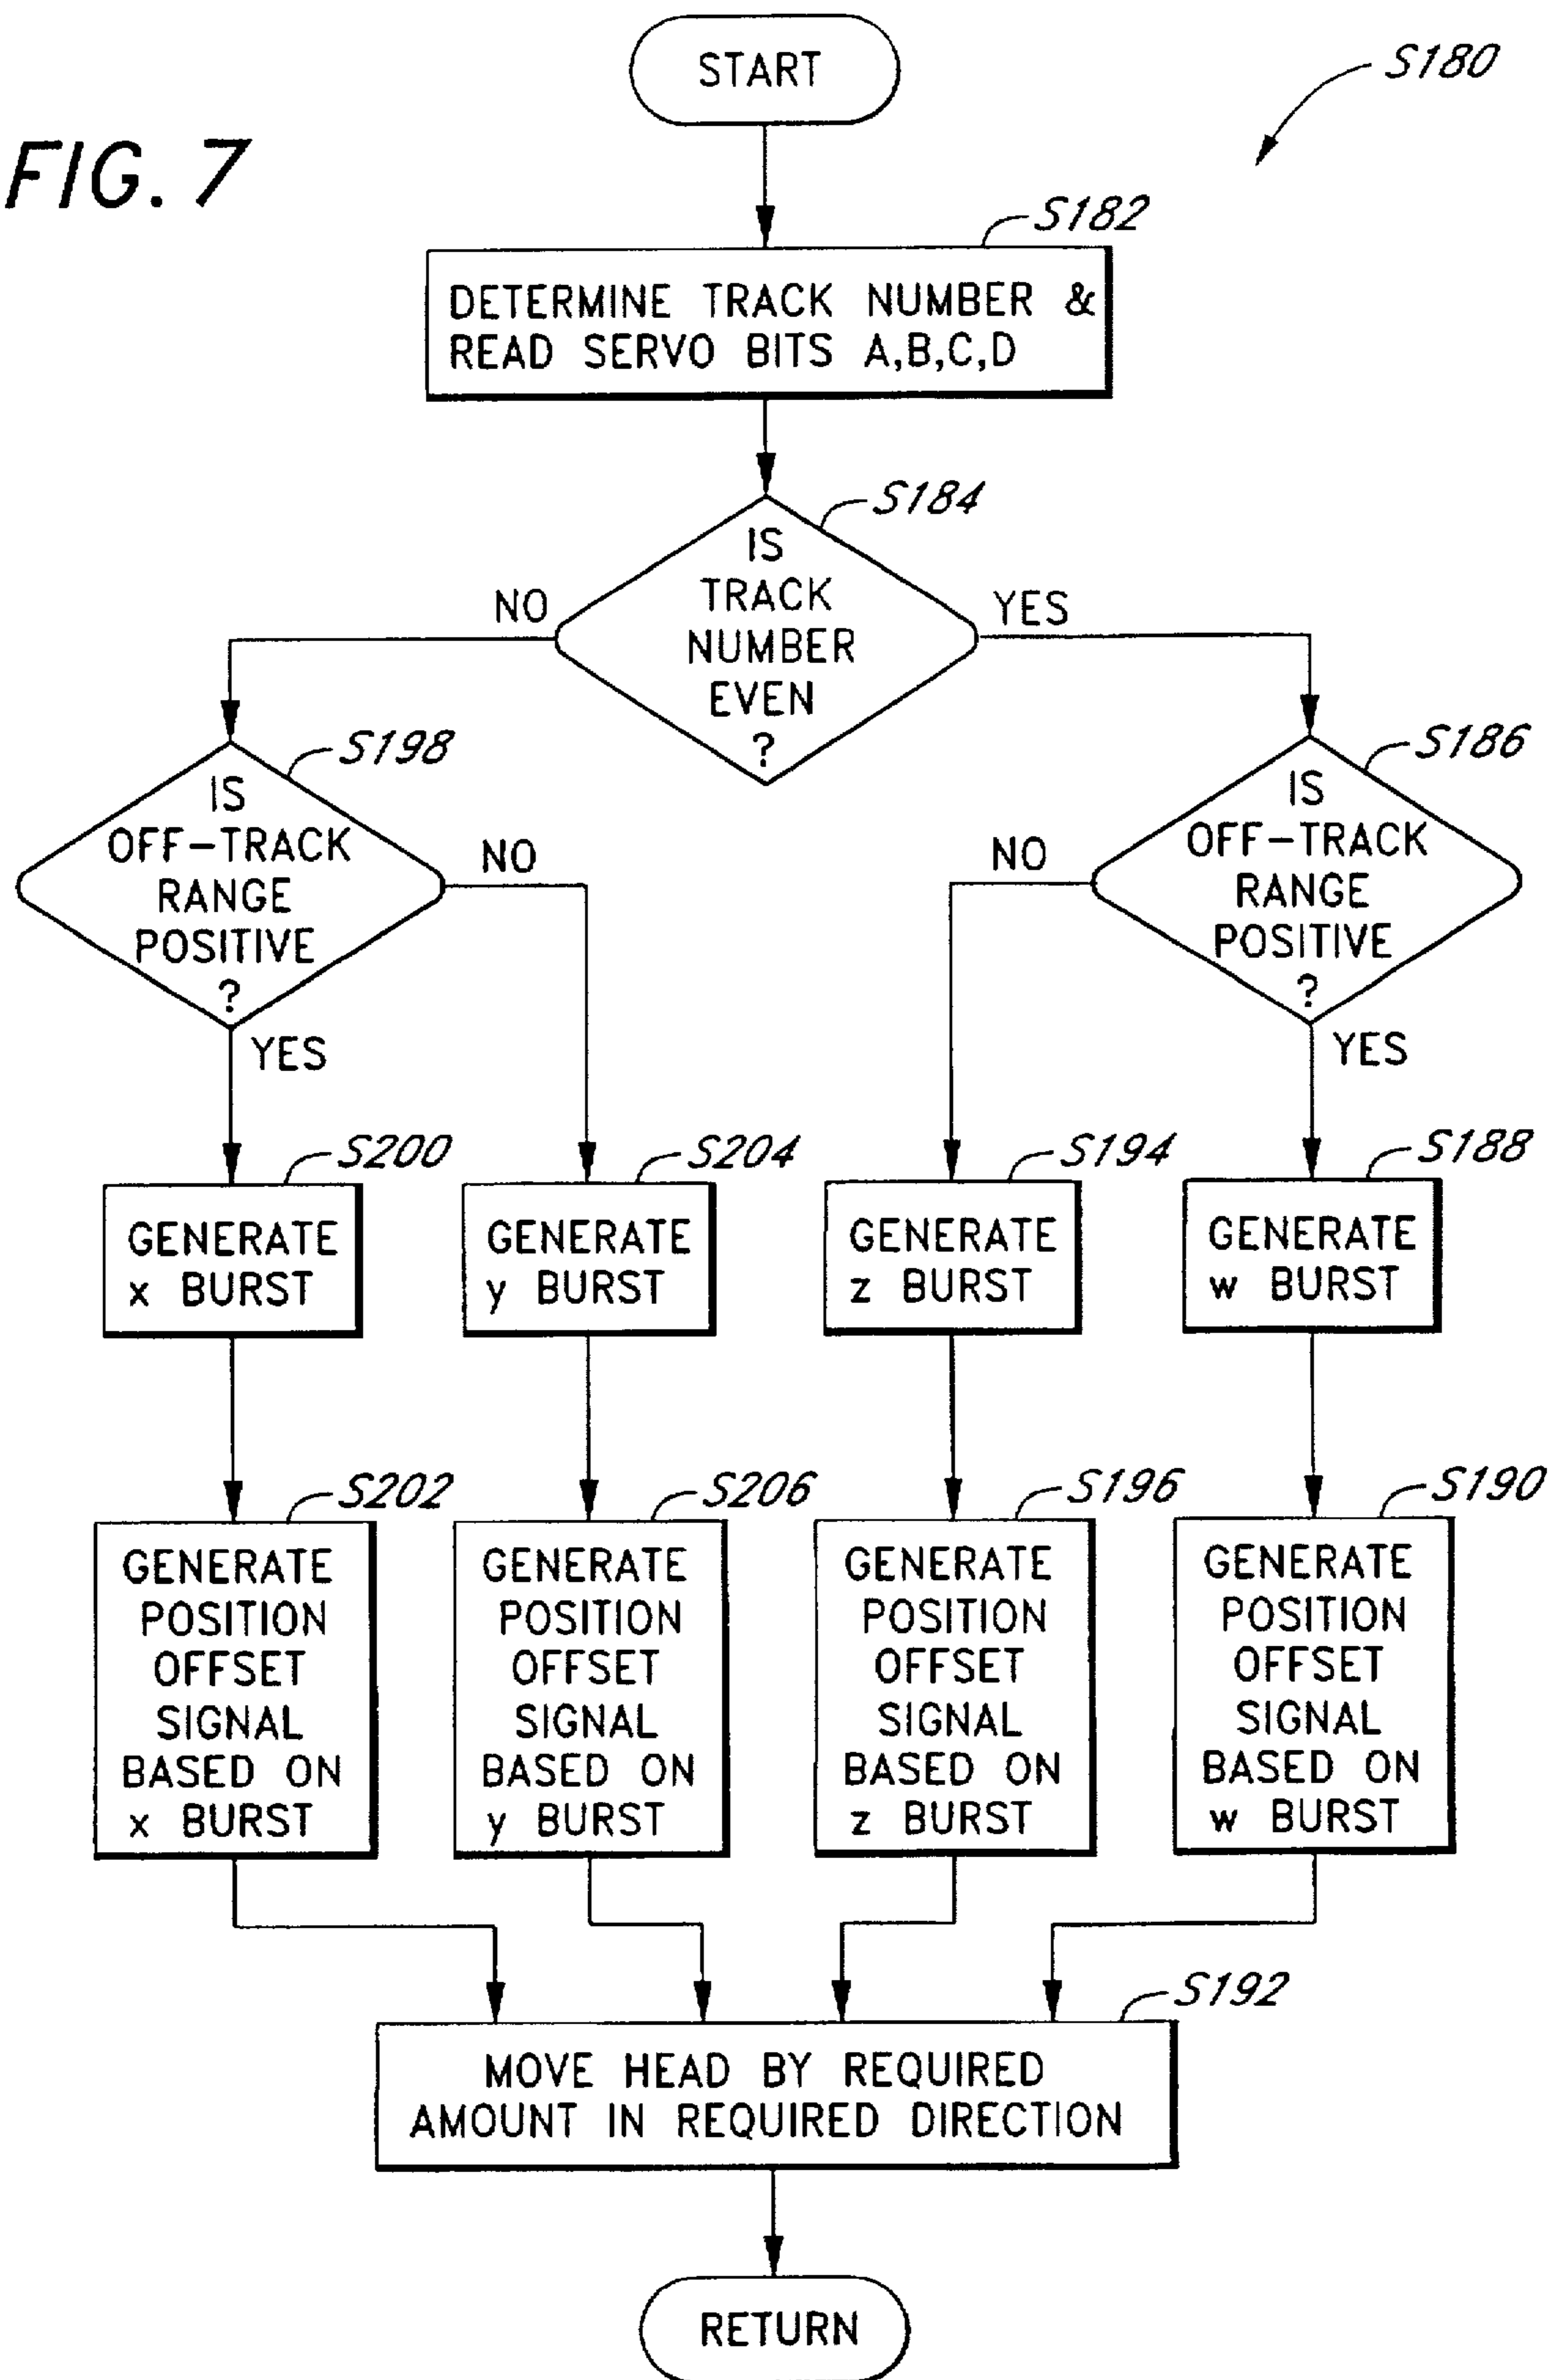 START
S180
FIG. 7
S182
DETERMINE TRACK NUMBER &
READ SERVO BITS A,B,C,D
S184
IS
TRACK
NUMBER
EVEN
?
NO
YES
S198
IS
OFF-TRACK
RANGE
POSITIVE
?
NO
YES
S186
IS
OFF-TRACK
RANGE
POSITIVE
?
NO
YES
S200
GENERATE
x BURST
S204
GENERATE
y BURST
S194
GENERATE
z BURST
S188
GENERATE
w BURST
S202
GENERATE
POSITION
OFFSET
SIGNAL
BASED ON
x BURST
S206
GENERATE
POSITION
OFFSET
SIGNAL
BASED ON
y BURST
S196
GENERATE
POSITION
OFFSET
SIGNAL
BASED ON
z BURST
S190
GENERATE
POSITION
OFFSET
SIGNAL
BASED ON
w BURST
S192
MOVE HEAD BY REQUIRED
AMOUNT IN REQUIRED DIRECTION
RETURN